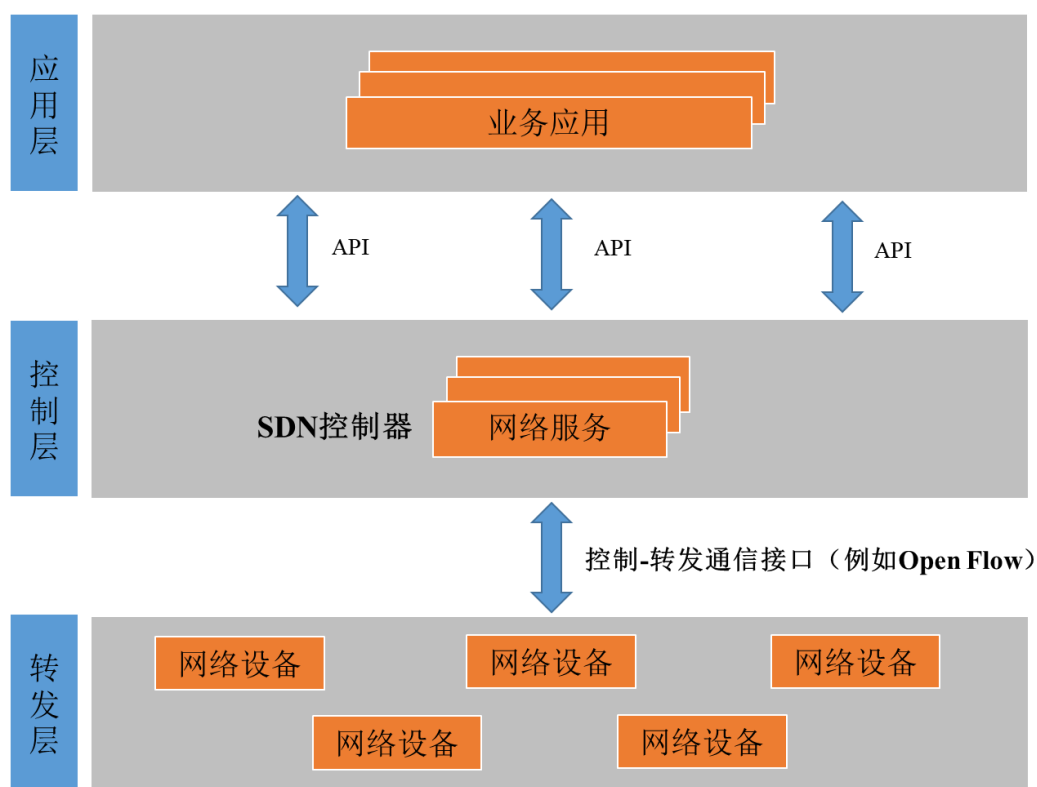 应用层
业务应用
API
API
API
控制层
SDN控制器
网络服务
控制-转发通信接口（例如Open Flow）
转发层
网络设备
网络设备
网络设备
网络设备
网络设备